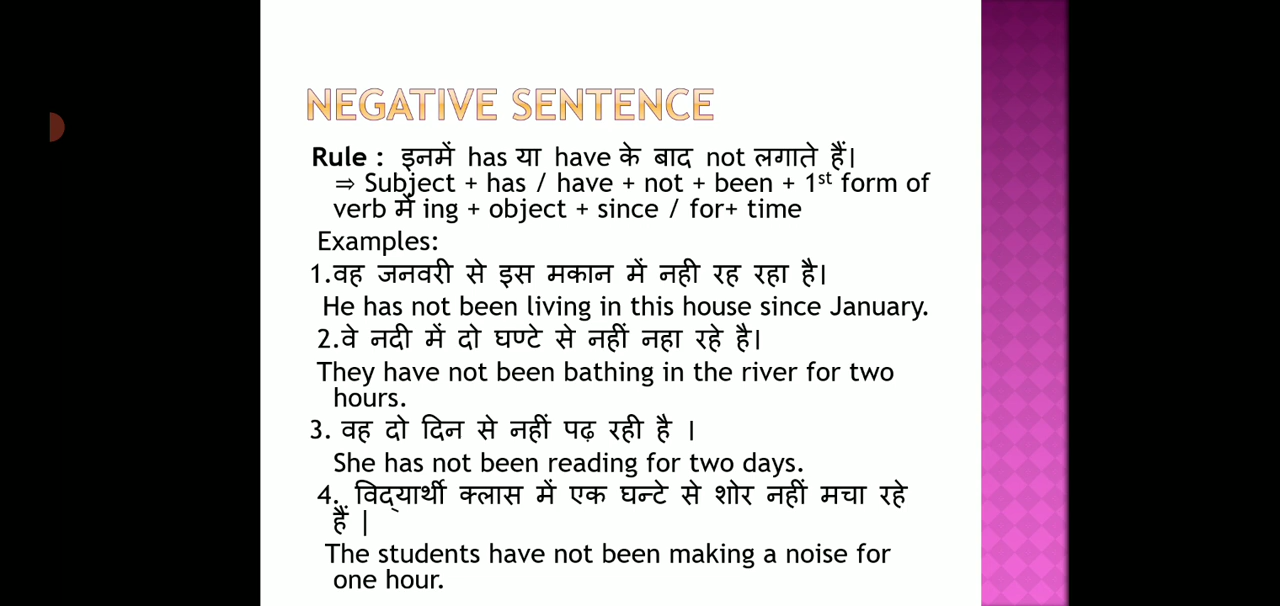 NEGATIVE SENTENCE
Rule : इनमें has या have के बाद not लगाते हैं।
⇒ Subject + has / have + not + been + 1st form of
verb में ing + object + since / for+ time
Examples:
1.वह जनवरी से इस मकान में नही रह रहा है।
He has not been living in this house since January.
2.वे नदी में दो घण्टे से नहीं नहा रहे है।
They have not been bathing in the river for two
hours.
3. वह दो दिन से नहीं पढ़ रही है ।
She has not been reading for two days.
4. विद्यार्थी क्लास में एक घन्टे से शोर नहीं मचा रहे
हैं |
The students have not been making a noise for
one hour.